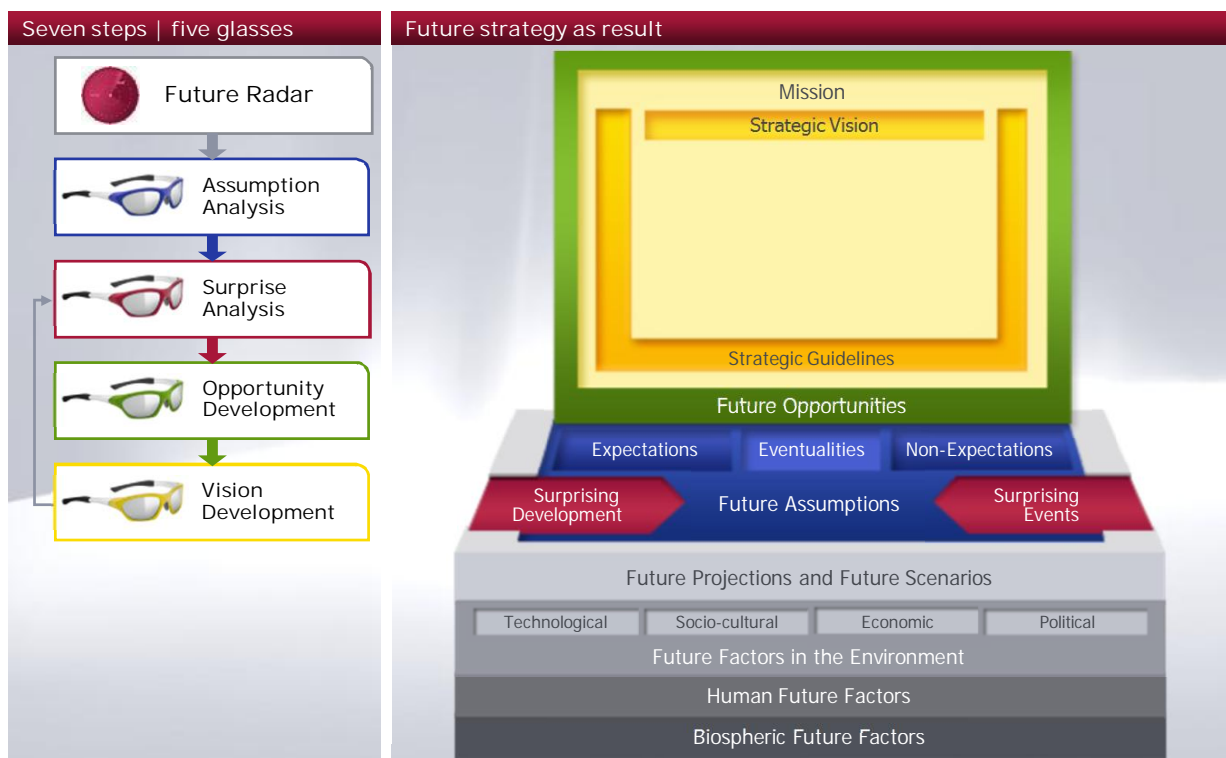 Seven steps | five glasses
Future Radar
Assumption
Analysis
Surprise
Analysis
Opportunity
Development
Vision
Development
Future strategy as result
Mission
Strategic Vision
Strategic Guidelines
Future Opportunities
Expectations
Eventualities
Non-Expectations
Surprising
Development
Future Assumptions
Surprising
Events
Future Projections and Future Scenarios
Technological
Socio-cultural
Economic
Political
Future Factors in the Environment
Human Future Factors
Biospheric Future Factors